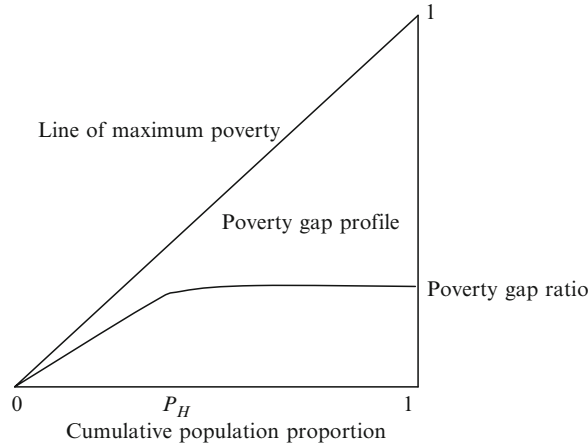 1
Line of maximum poverty
Poverty gap profile
Poverty gap ratio
0
P_H
1
Cumulative population proportion